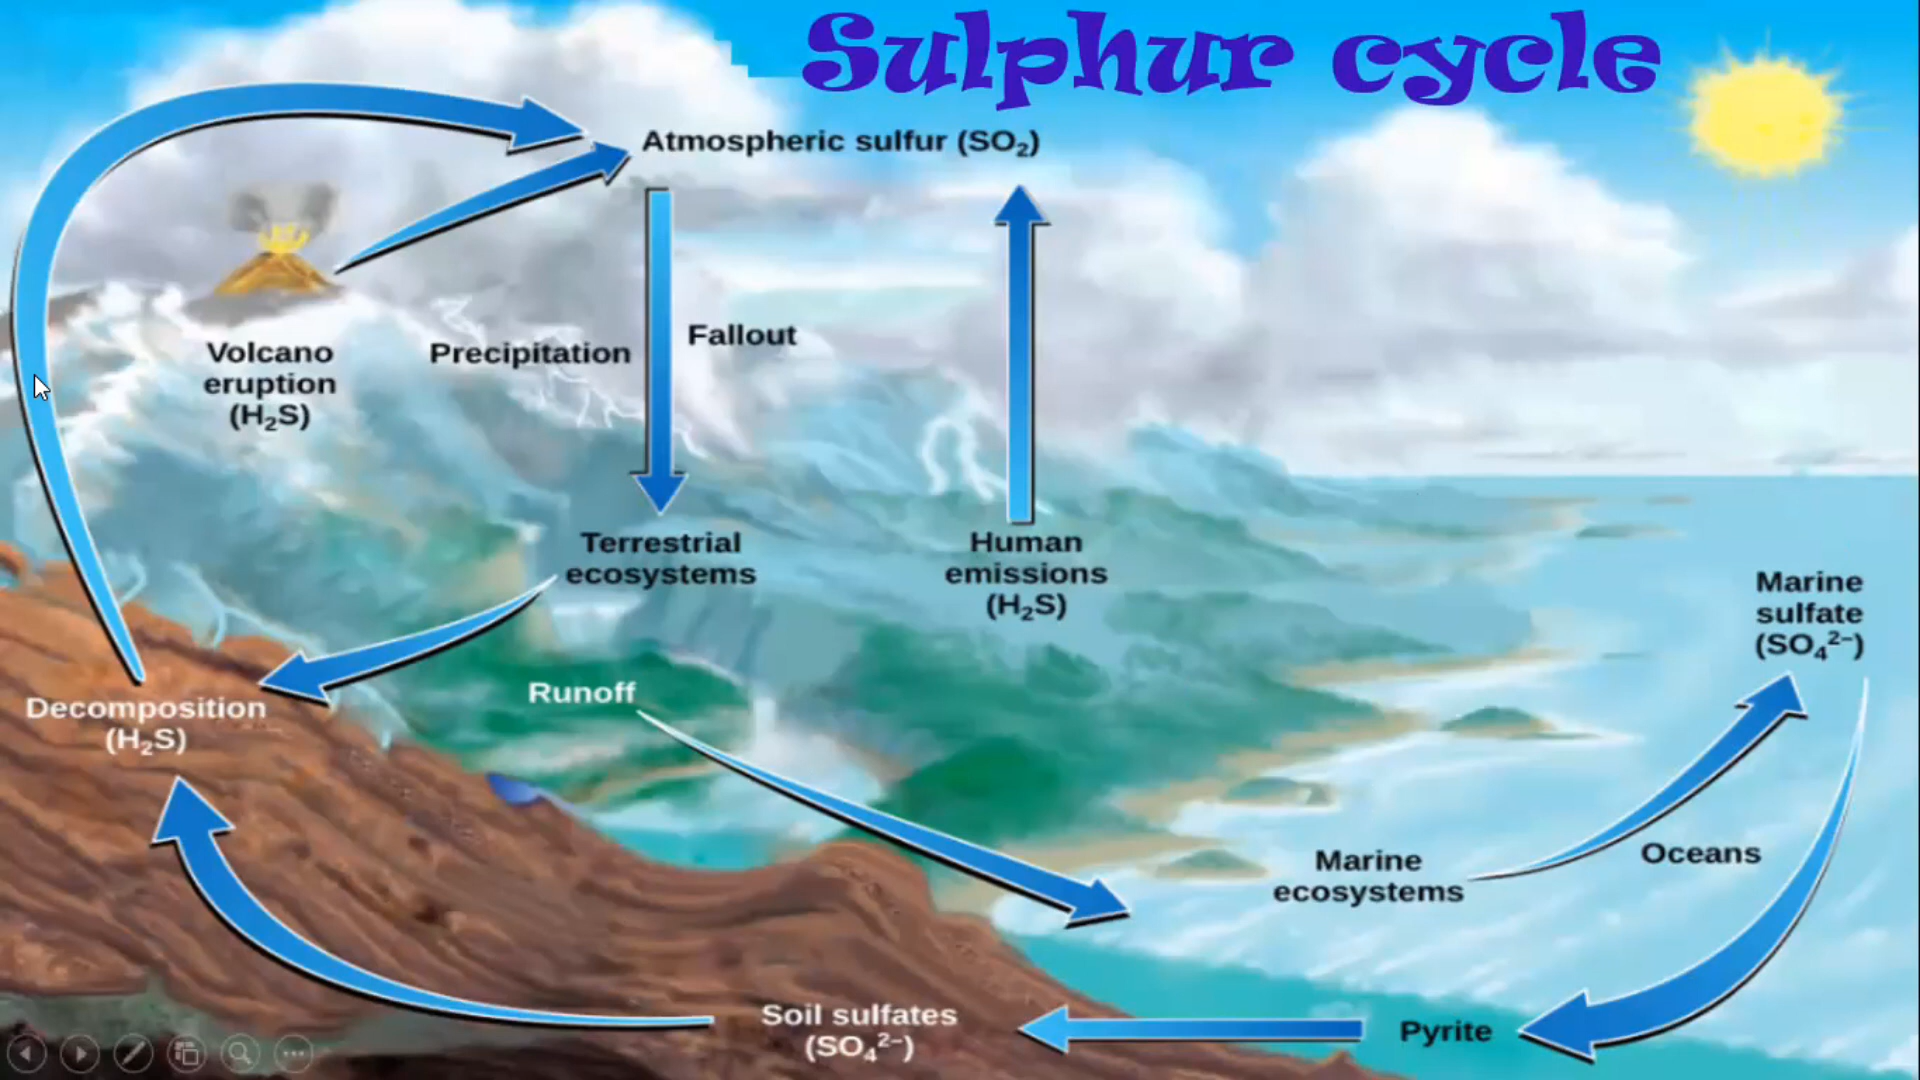 Sulphur cycle
Atmospheric sulfur (SO₂)
Volcano
eruption
(H₂S)
Precipitation
Fallout
Terrestrial
ecosystems
Human
emissions
(H₂S)
Marine
sulfate
(SO₄²⁻)
Decomposition
(H₂S)
Runoff
Marine
ecosystems
Oceans
Soil sulfates
(SO₄²⁻)
Pyrite